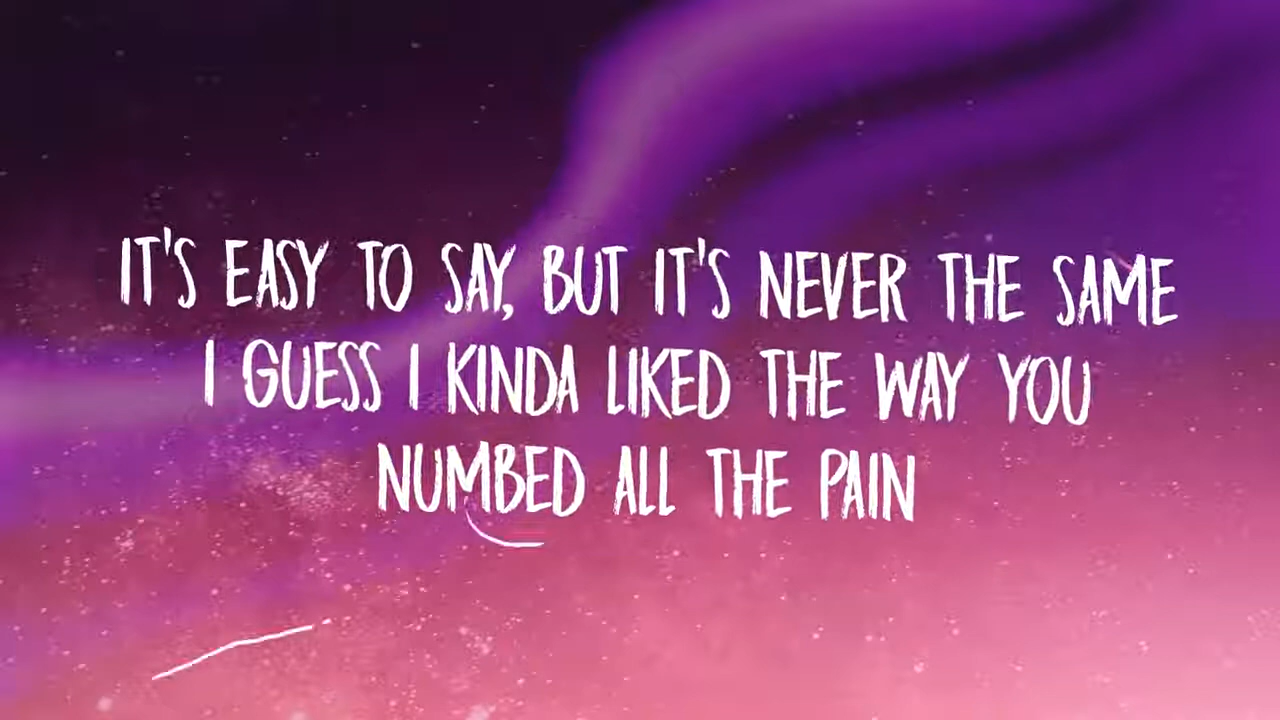 IT'S EASY TO SAY, BUT IT'S NEVER THE SAME
I GUESS I KINDA LIKED THE WAY YOU
NUMBED ALL THE PAIN